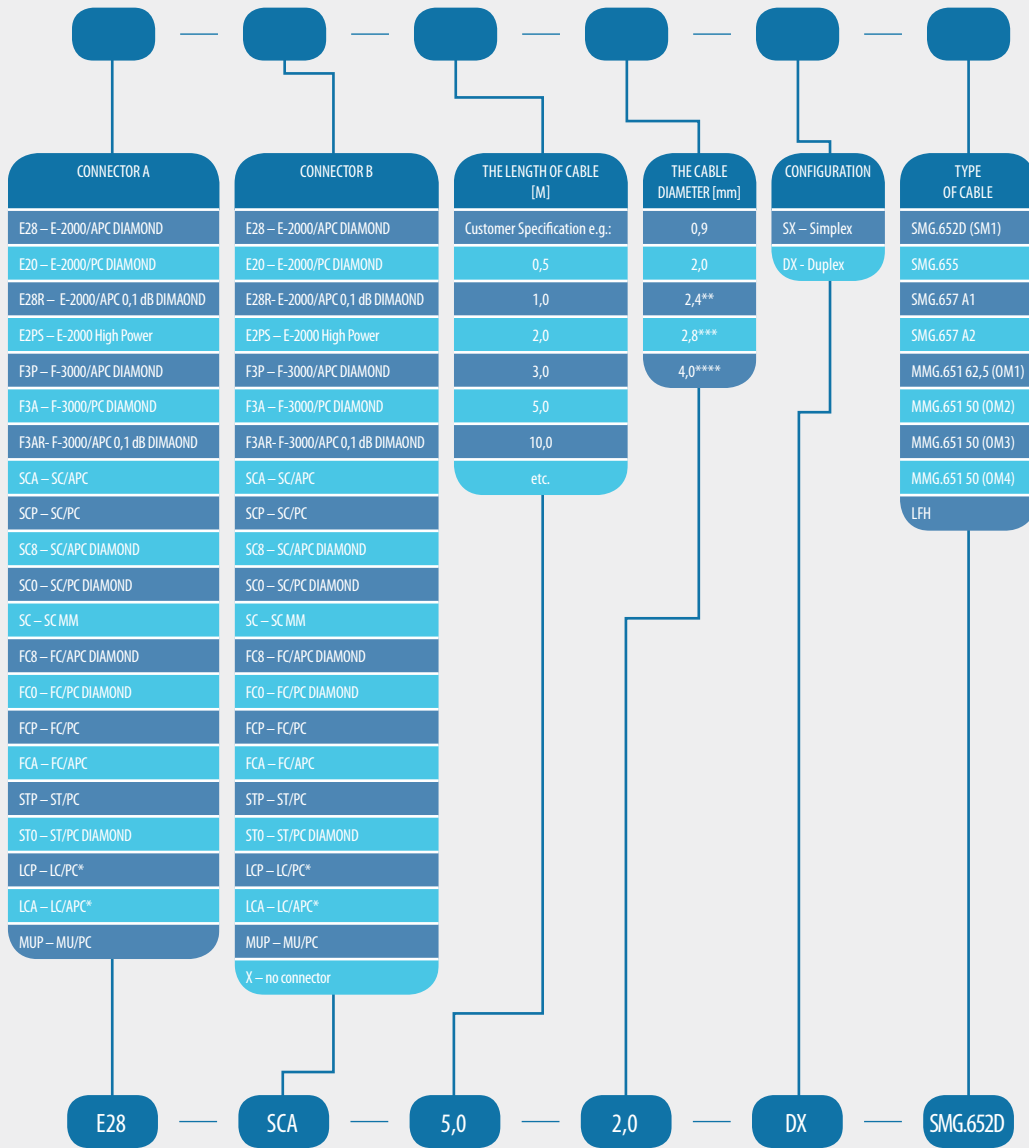 CONNECTOR A
E28 – E-2000/APC DIAMOND
E20 – E-2000/PC DIAMOND
E28R – E-2000/APC 0,1 dB DIMAOND
E2PS – E-2000 High Power
F3P – F-3000/APC DIAMOND
F3A – F-3000/PC DIAMOND
F3AR- F-3000/APC 0,1 dB DIMAOND
SCA – SC/APC
SCP – SC/PC
SC8 – SC/APC DIAMOND
SC0 – SC/PC DIAMOND
SC – SC MM
FC8 – FC/APC DIAMOND
FC0 – FC/PC DIAMOND
FCP – FC/PC
FCA – FC/APC
STP – ST/PC
ST0 – ST/PC DIAMOND
LCP – LC/PC*
LCA – LC/APC*
MUP – MU/PC
CONNECTOR B
E28 – E-2000/APC DIAMOND
E20 – E-2000/PC DIAMOND
E28R- E-2000/APC 0,1 dB DIMAOND
E2PS – E-2000 High Power
F3P – F-3000/APC DIAMOND
F3A – F-3000/PC DIAMOND
F3AR- F-3000/APC 0,1 dB DIMAOND
SCA – SC/APC
SCP – SC/PC
SC8 – SC/APC DIAMOND
SC0 – SC/PC DIAMOND
SC – SC MM
FC8 – FC/APC DIAMOND
FC0 – FC/PC DIAMOND
FCP – FC/PC
FCA – FC/APC
STP – ST/PC
ST0 – ST/PC DIAMOND
LCP – LC/PC*
LCA – LC/APC*
MUP – MU/PC
X – no connector
THE LENGTH OF CABLE
[M]
Customer Specification e.g.:
0,5
1,0
2,0
3,0
5,0
10,0
etc.
THE CABLE
DIAMETER [mm]
0,9
2,0
2,4**
2,8***
4,0****
CONFIGURATION
SX – Simplex
DX - Duplex
TYPE
OF CABLE
SMG.652D (SM1)
SMG.655
SMG.657 A1
SMG.657 A2
MMG.651 62,5 (OM1)
MMG.651 50 (OM2)
MMG.651 50 (OM3)
MMG.651 50 (OM4)
LFH
E28 — SCA — 5,0 — 2,0 — DX — SMG.652D